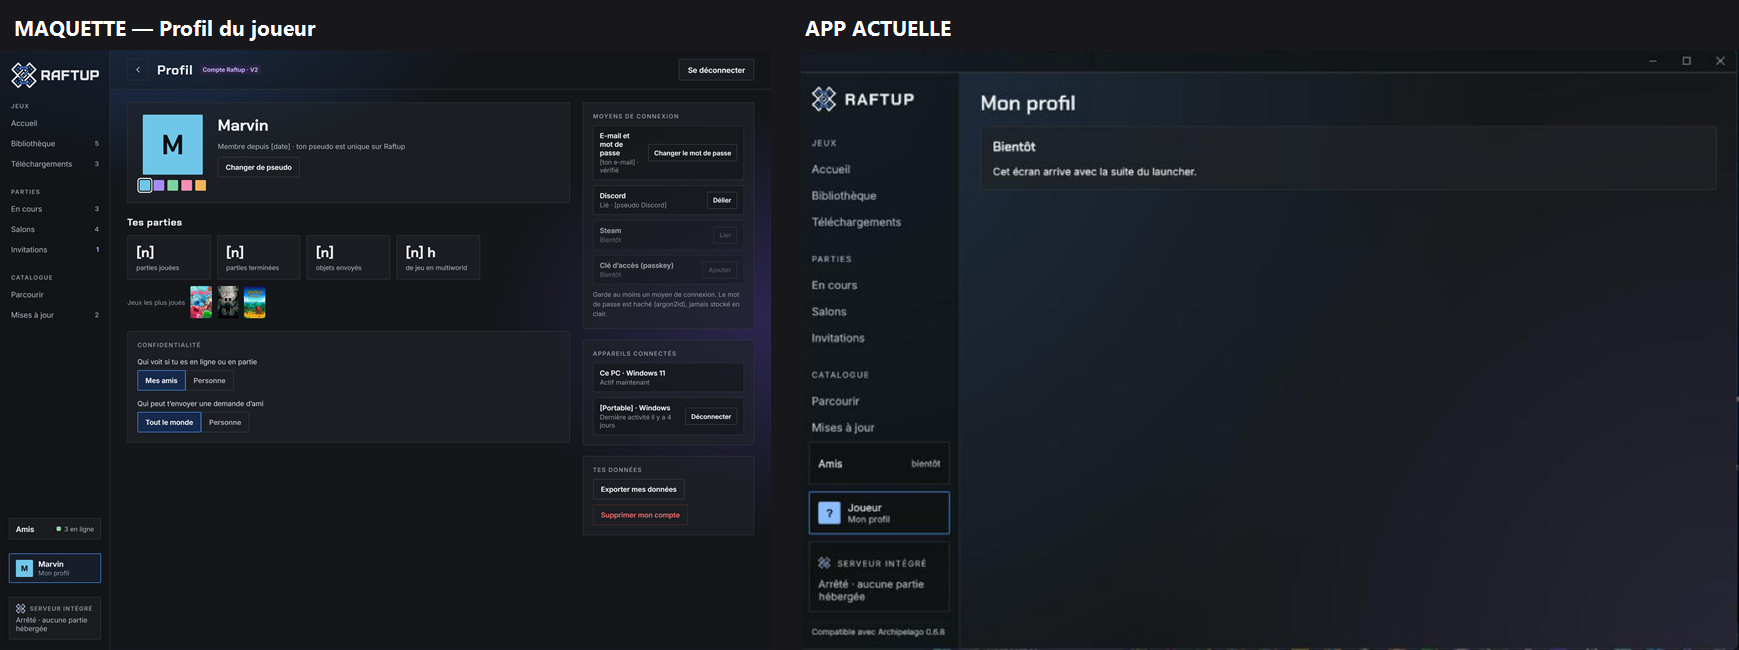 MAQUETTE — Profil du joueur
RAFTUP
JEUX
Accueil
Bibliothèque 5
Téléchargements 3
PARTIES
En cours 3
Salons 4
Invitations 1
CATALOGUE
Parcourir
Mises à jour 2
Amis 3 en ligne
M Marvin
Mon profil
SERVEUR INTÉGRÉ
Arrêté · aucune partie
hébergée
Profil Compte Raftup · V2
Se déconnecter
M
Marvin
Membre depuis [date] · ton pseudo est unique sur Raftup
Changer de pseudo
Tes parties
[n]
parties jouées
[n]
parties terminées
[n]
objets envoyés
[n] h
de jeu en multiworld
Jeux les plus joués
CONFIDENTIALITÉ
Qui voit si tu es en ligne ou en partie
Mes amis Personne
Qui peut t'envoyer une demande d'ami
Tout le monde Personne
MOYENS DE CONNEXION
E-mail et
mot de
passe
[ton e-mail] ·
vérifié
Changer le mot de passe
Discord
Lié · [pseudo Discord]
Délier
Steam
Bientôt
Lier
Clé d'accès (passkey)
Bientôt
Ajouter
Garde au moins un moyen de connexion. Le mot
de passe est haché (argon2id), jamais stocké en
clair.
APPAREILS CONNECTÉS
Ce PC · Windows 11
Actif maintenant
[Portable] · Windows
Dernière activité il y a 4
jours
Déconnecter
TES DONNÉES
Exporter mes données
Supprimer mon compte
APP ACTUELLE
RAFTUP
JEUX
Accueil
Bibliothèque
Téléchargements
PARTIES
En cours
Salons
Invitations
CATALOGUE
Parcourir
Mises à jour
Amis bientôt
? Joueur
Mon profil
SERVEUR INTÉGRÉ
Arrêté · aucune partie
hébergée
Compatible avec Archipelago 0.6.8
Mon profil
Bientôt
Cet écran arrive avec la suite du launcher.